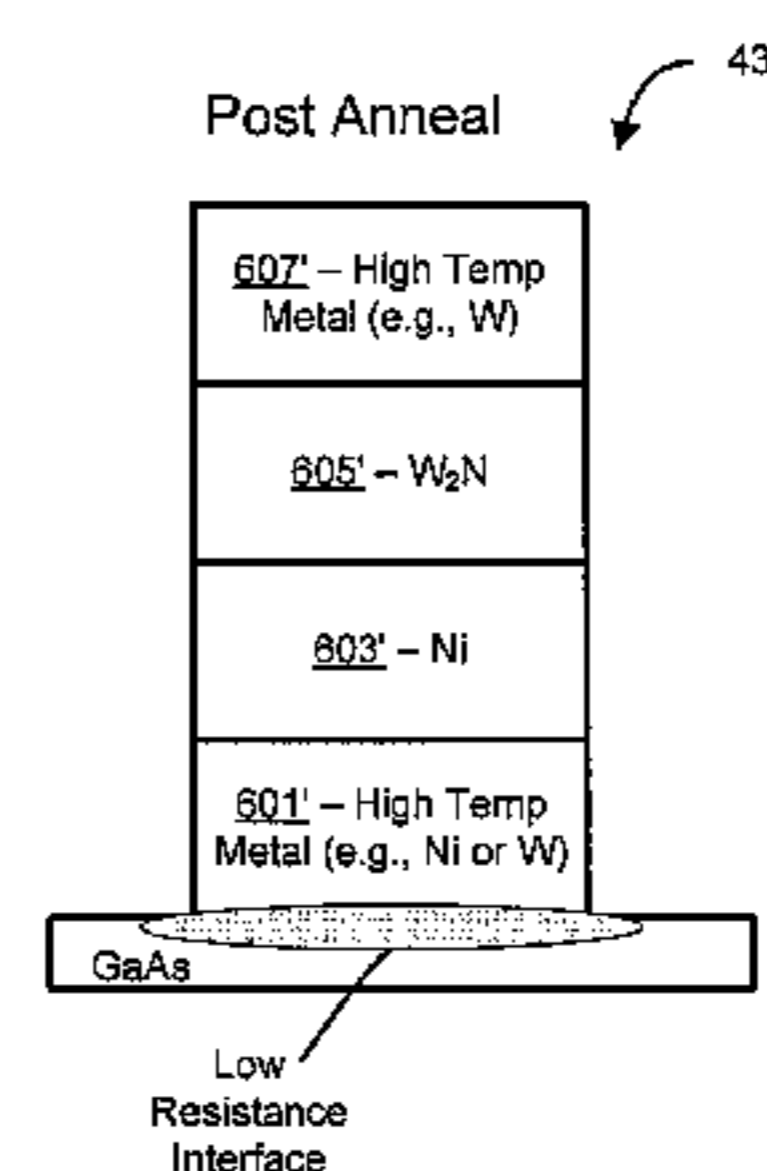 43
Post Anneal
607' – High Temp
Metal (e.g., W)
605' – W₂N
603' – Ni
601' – High Temp
Metal (e.g., Ni or W)
GaAs
Low
Resistance
Interface